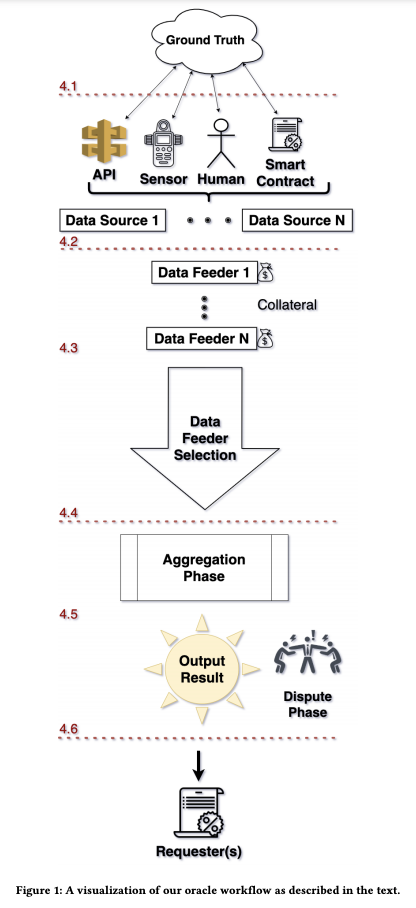 Ground Truth
4.1
API
Sensor
Human
Smart
Contract
Data Source 1
Data Source N
4.2
Data Feeder 1
$
Collateral
Data Feeder N
$
4.3
Data
Feeder
Selection
4.4
Aggregation
Phase
4.5
Output
Result
!
Dispute
Phase
4.6
Requester(s)
Figure 1: A visualization of our oracle workflow as described in the text.